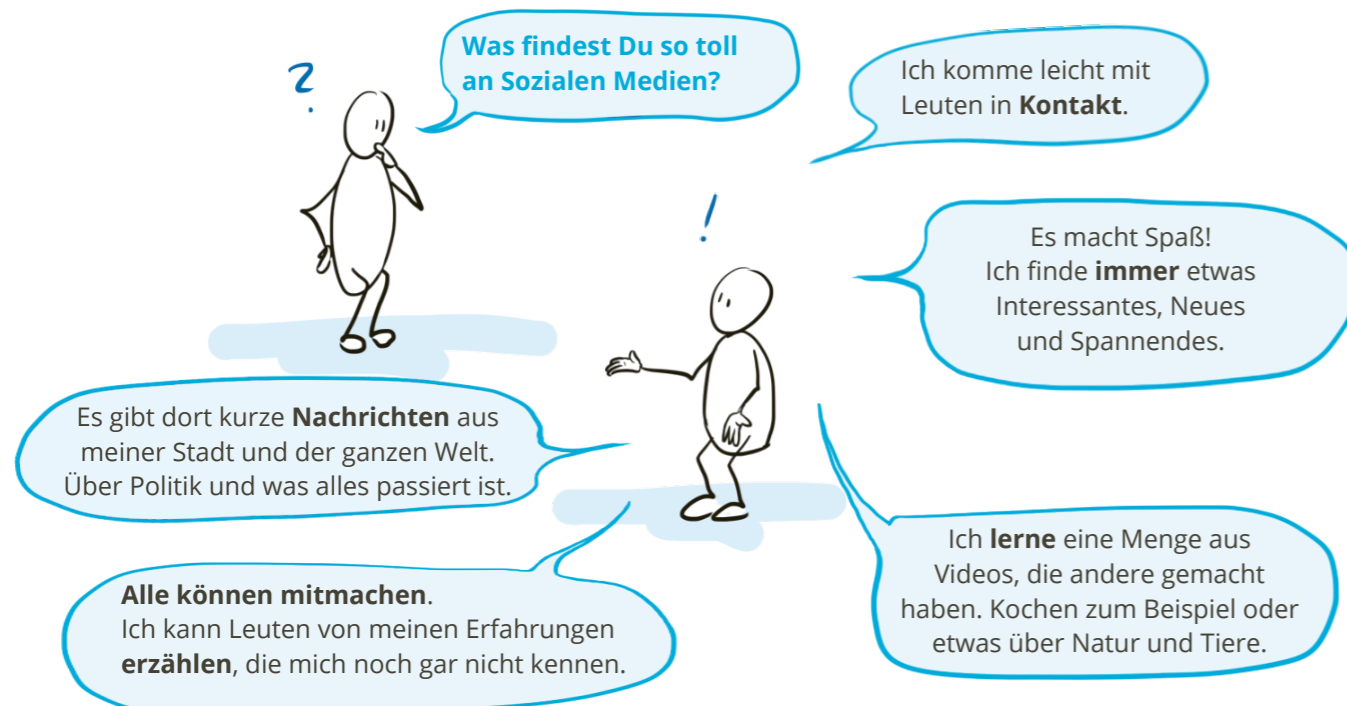 Was findest Du so toll
an Sozialen Medien?
Ich komme leicht mit
Leuten in Kontakt.
?
!
Es macht Spaß!
Ich finde immer etwas
Interessantes, Neues
und Spannendes.
Es gibt dort kurze Nachrichten aus
meiner Stadt und der ganzen Welt.
Über Politik und was alles passiert ist.
Ich lerne eine Menge aus
Videos, die andere gemacht
haben. Kochen zum Beispiel oder
etwas über Natur und Tiere.
Alle können mitmachen.
Ich kann Leuten von meinen Erfahrungen
erzählen, die mich noch gar nicht kennen.